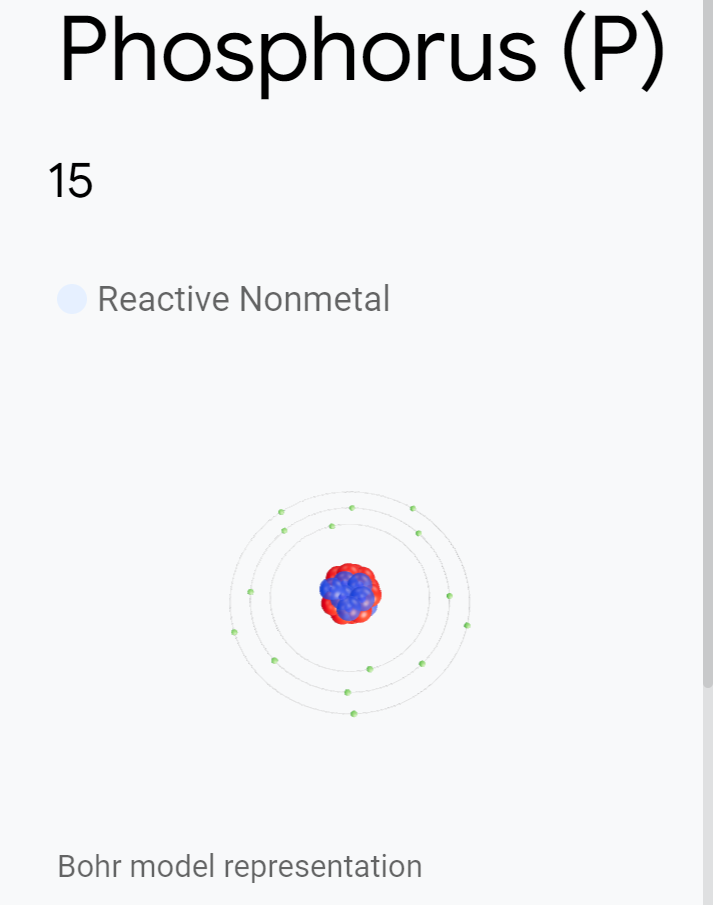 Phosphorus (P)
15
Reactive Nonmetal
Bohr model representation